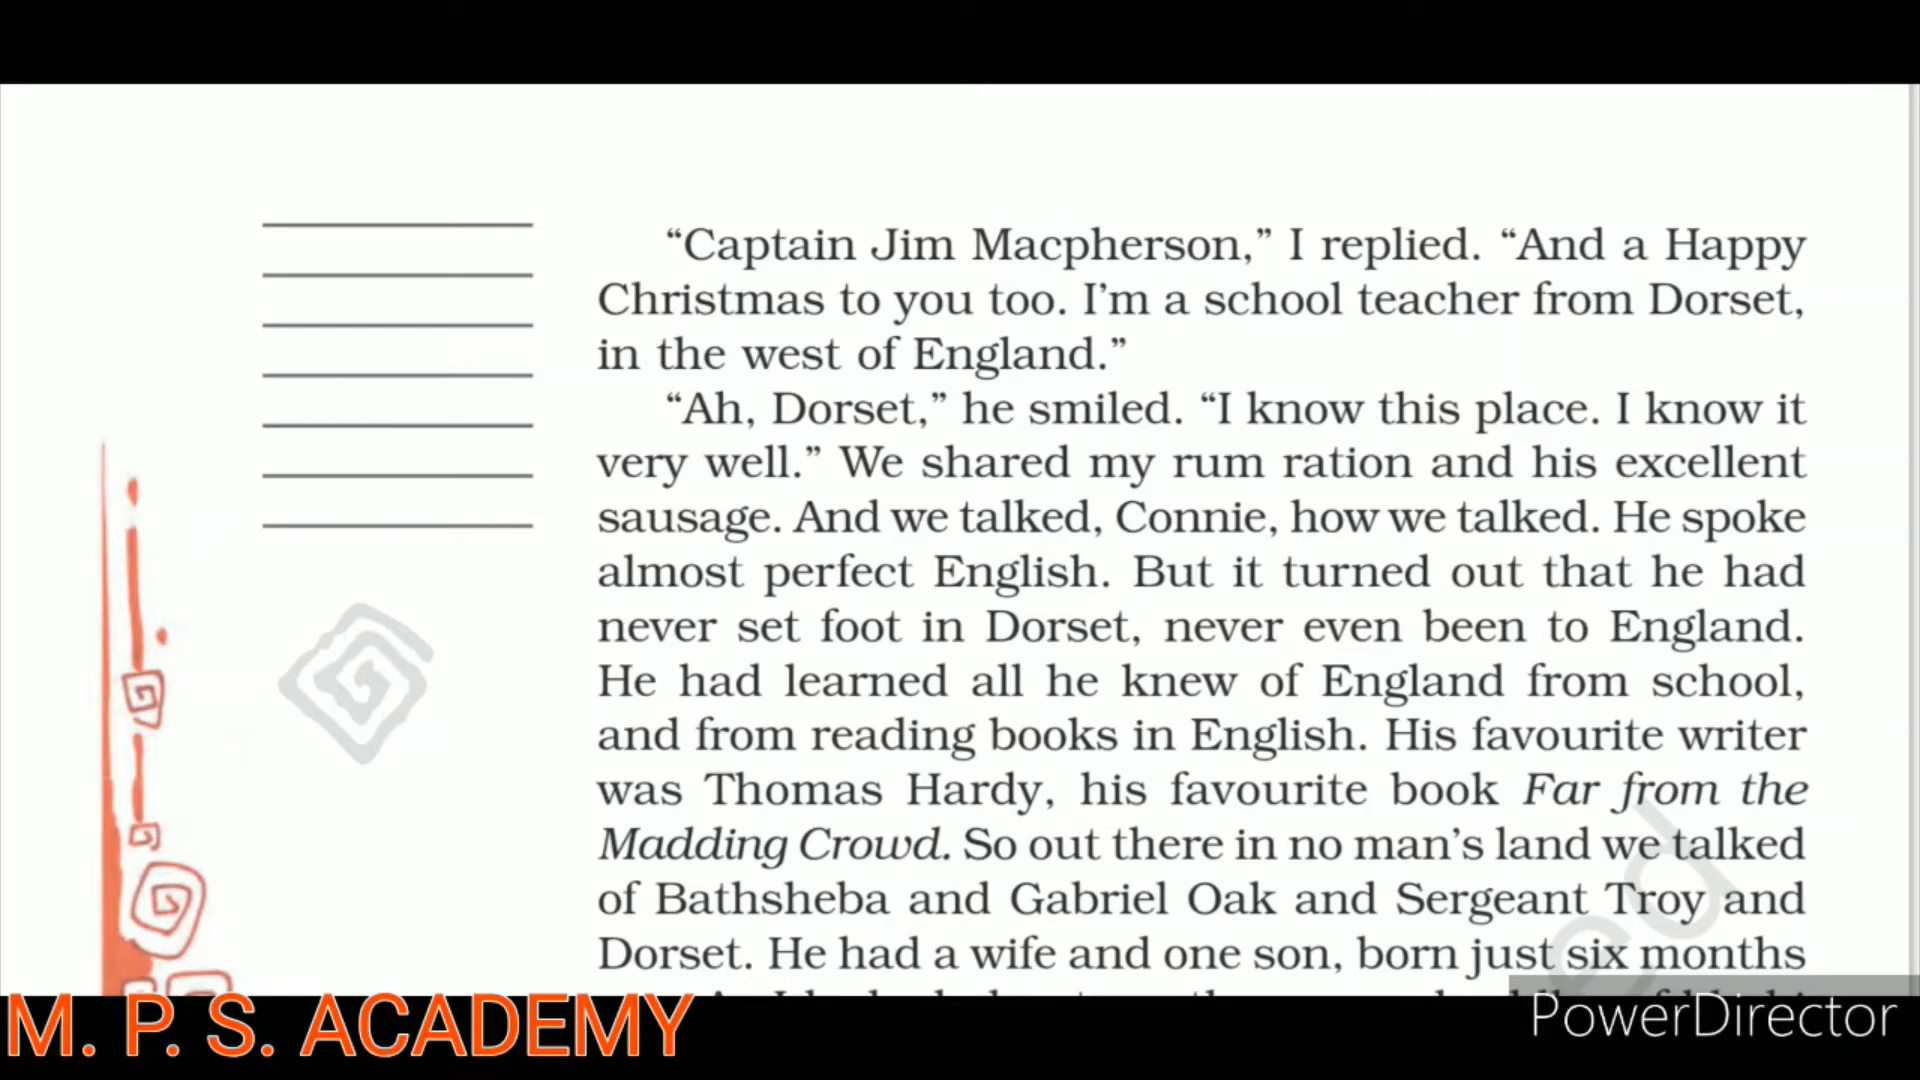 “Captain Jim Macpherson,” I replied. “And a Happy
Christmas to you too. I’m a school teacher from Dorset,
in the west of England.”
“Ah, Dorset,” he smiled. “I know this place. I know it
very well.” We shared my rum ration and his excellent
sausage. And we talked, Connie, how we talked. He spoke
almost perfect English. But it turned out that he had
never set foot in Dorset, never even been to England.
He had learned all he knew of England from school,
and from reading books in English. His favourite writer
was Thomas Hardy, his favourite book Far from the
Madding Crowd. So out there in no man’s land we talked
of Bathsheba and Gabriel Oak and Sergeant Troy and
Dorset. He had a wife and one son, born just six months
M. P. S. ACADEMY
PowerDirector